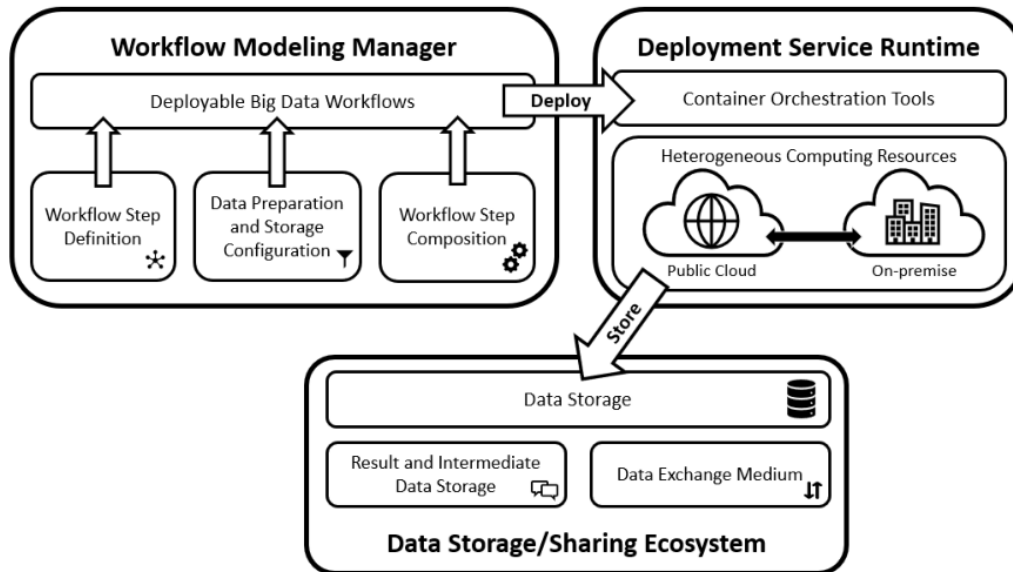 Workflow Modeling Manager
Deployable Big Data Workflows
Workflow Step
Definition
Data Preparation
and Storage
Configuration
Workflow Step
Composition
Deploy
Deployment Service Runtime
Container Orchestration Tools
Heterogeneous Computing Resources
Public Cloud
On-premise
Store
Data Storage
Result and Intermediate
Data Storage
Data Exchange Medium
Data Storage/Sharing Ecosystem